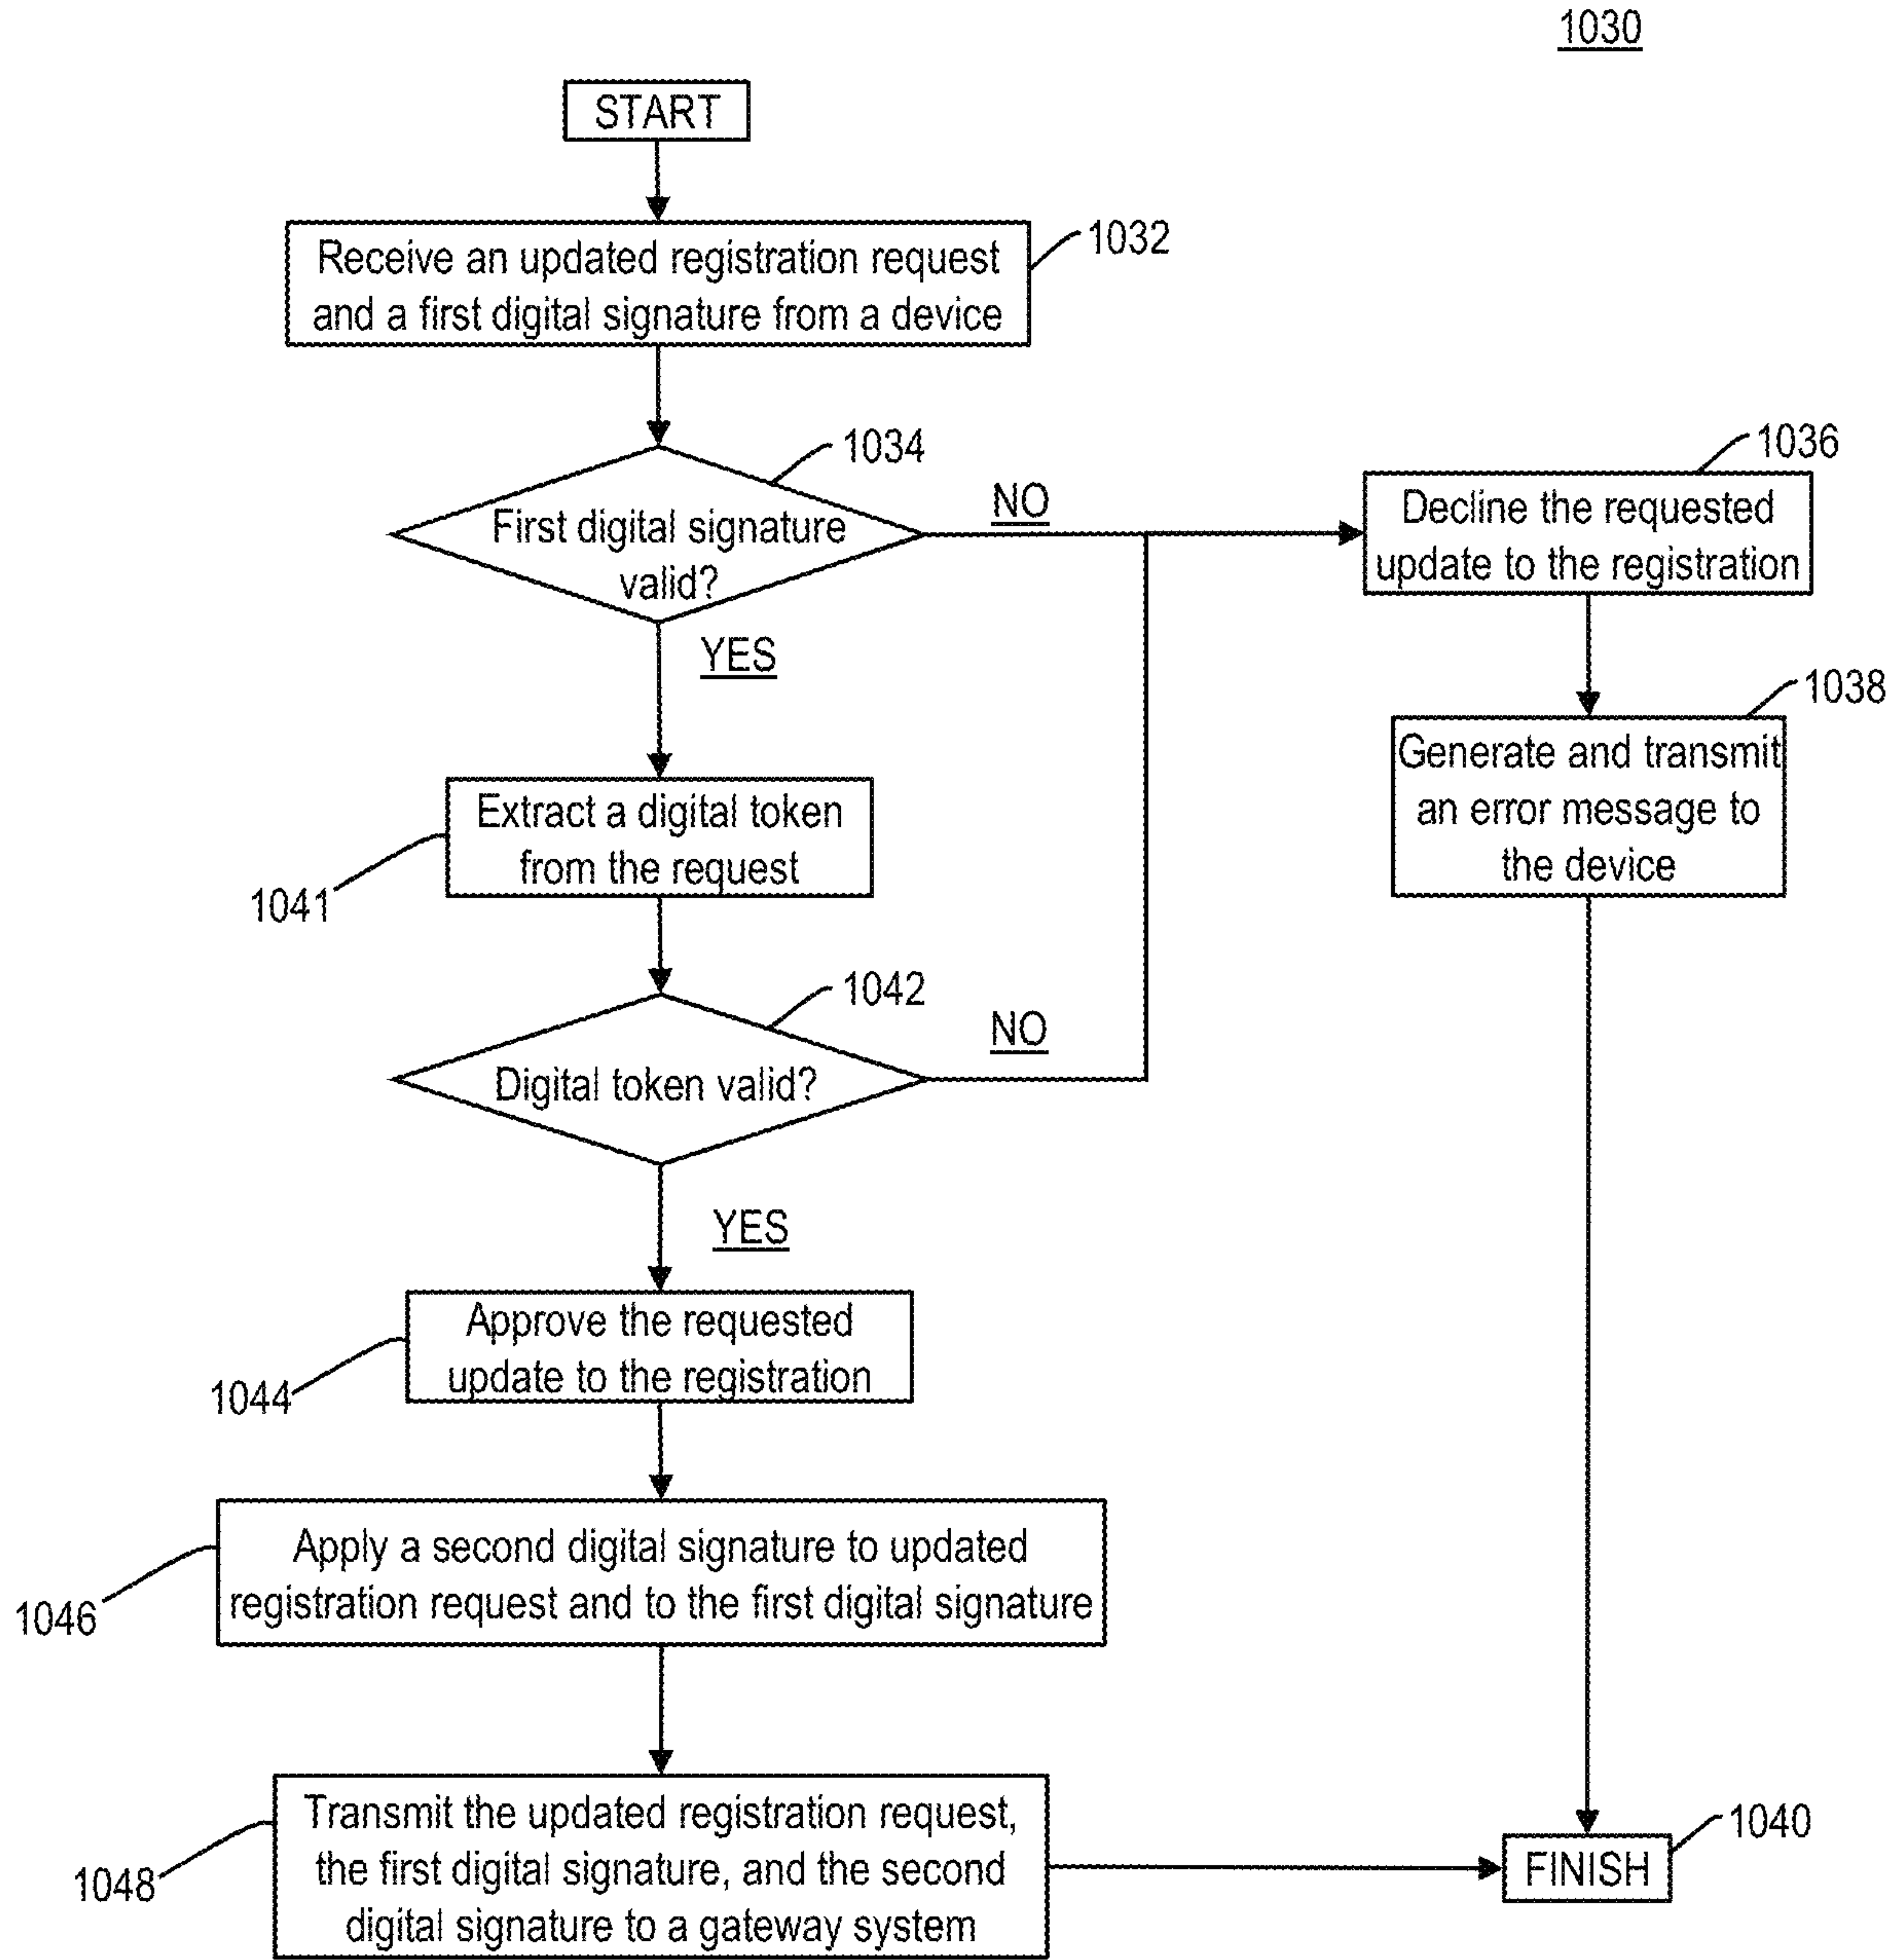 1030
START
Receive an updated registration request
and a first digital signature from a device
1032
First digital signature
valid?
1034
NO
YES
Decline the requested
update to the registration
1036
Generate and transmit
an error message to
the device
1038
Extract a digital token
from the request
1041
Digital token valid?
1042
NO
YES
Approve the requested
update to the registration
1044
Apply a second digital signature to updated
registration request and to the first digital signature
1046
Transmit the updated registration request,
the first digital signature, and the second
digital signature to a gateway system
1048
FINISH
1040